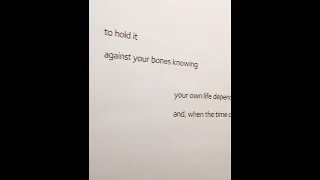 to hold it
against your bones knowing
your own life
and, when the time